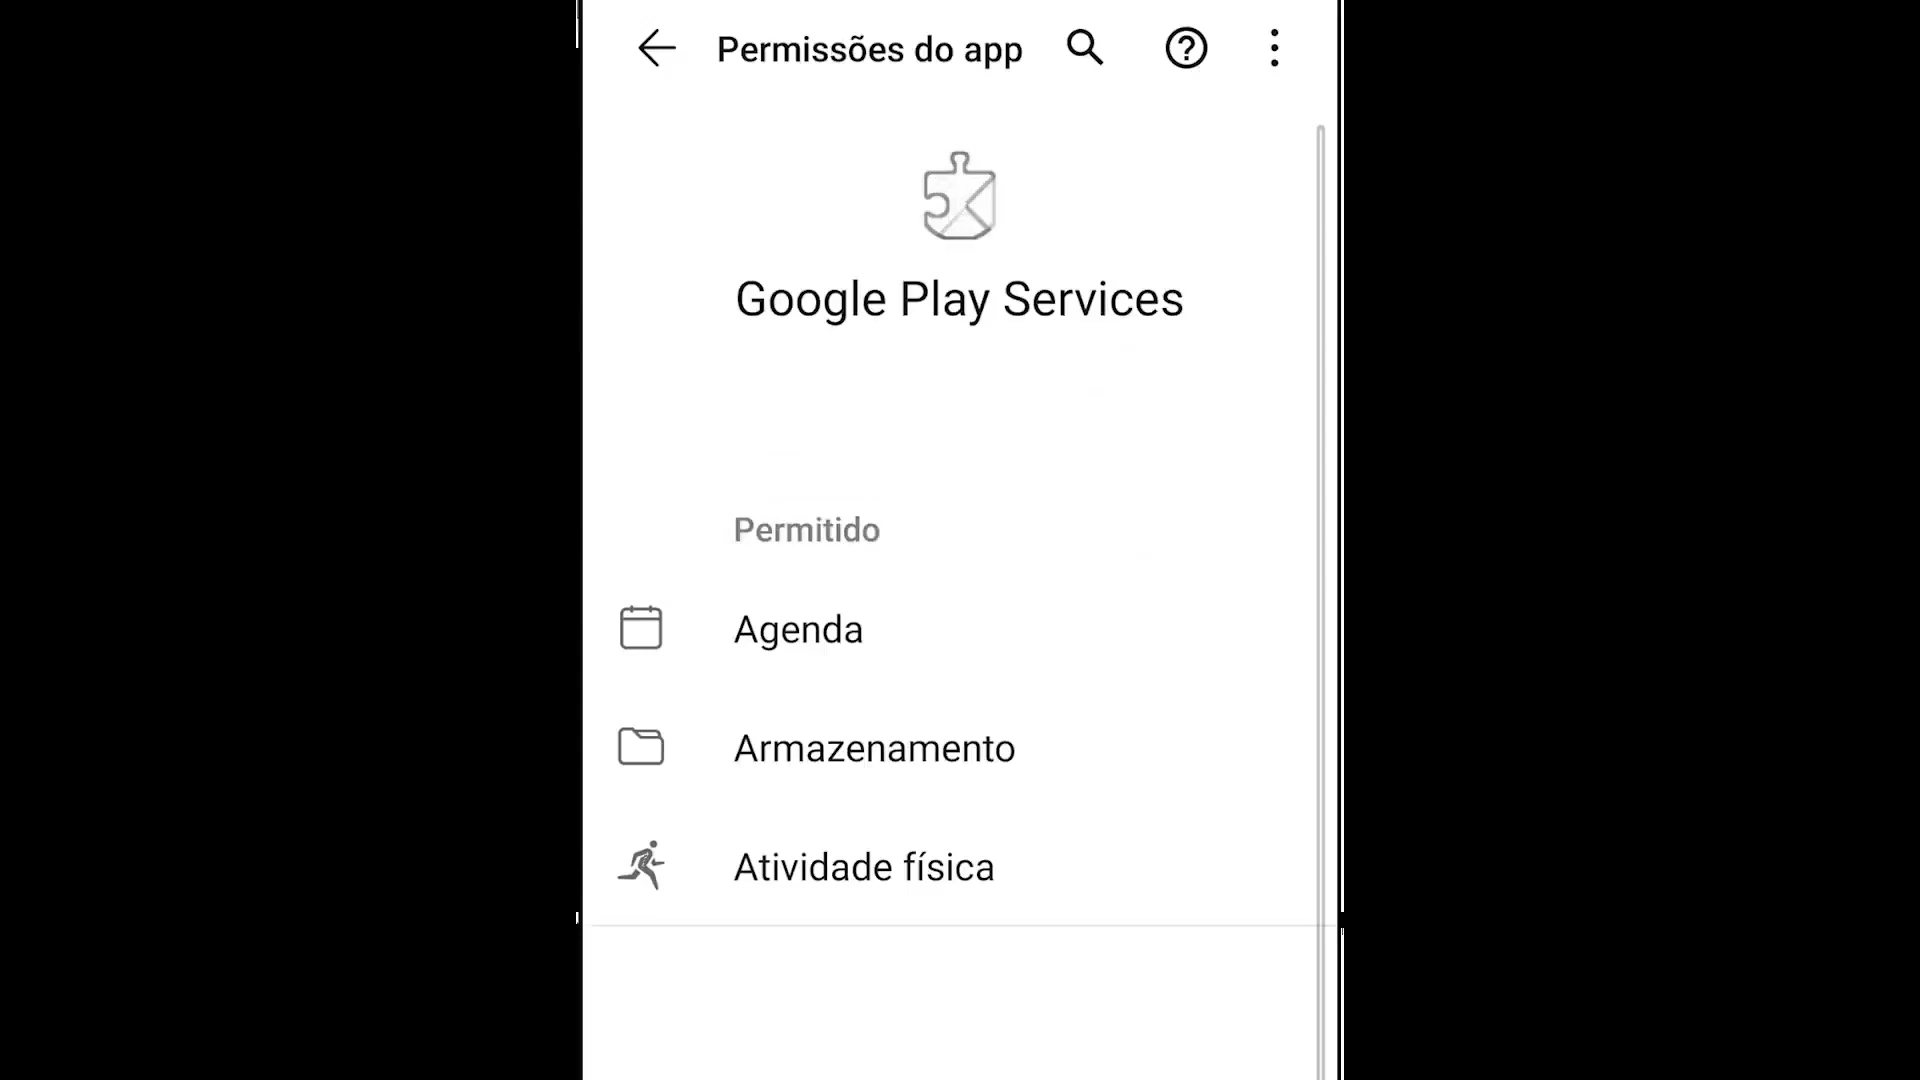 Permissões do app
Google Play Services
Permitido
Agenda
Armazenamento
Atividade física